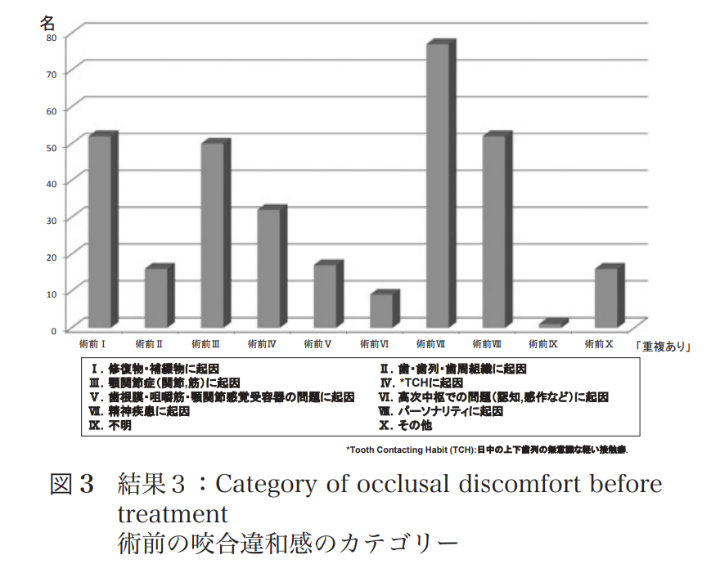 名
80
70
60
50
40
30
20
10
0
術前Ⅰ 術前Ⅱ 術前Ⅲ 術前Ⅳ 術前Ⅴ 術前Ⅵ 術前Ⅶ 術前Ⅷ 術前Ⅸ 術前Ⅹ 「重複あり」
Ⅰ. 修復物・補綴物に起因 Ⅱ. 歯・歯列・歯周組織に起因
Ⅲ. 顎関節症(関節,筋)に起因 Ⅳ. *TCHに起因
Ⅴ. 歯根膜・咀嚼筋・顎関節感覚受容器の問題に起因 Ⅵ. 高次中枢での問題(認知,感作など)に起因
Ⅶ. 精神疾患に起因 Ⅷ. パーソナリティに起因
Ⅸ. 不明 Ⅹ. その他
*Tooth Contacting Habit (TCH):日中の上下歯列の無意識な軽い接触癖.
図3 結果3:Category of occlusal discomfort before
treatment
術前の咬合違和感のカテゴリー